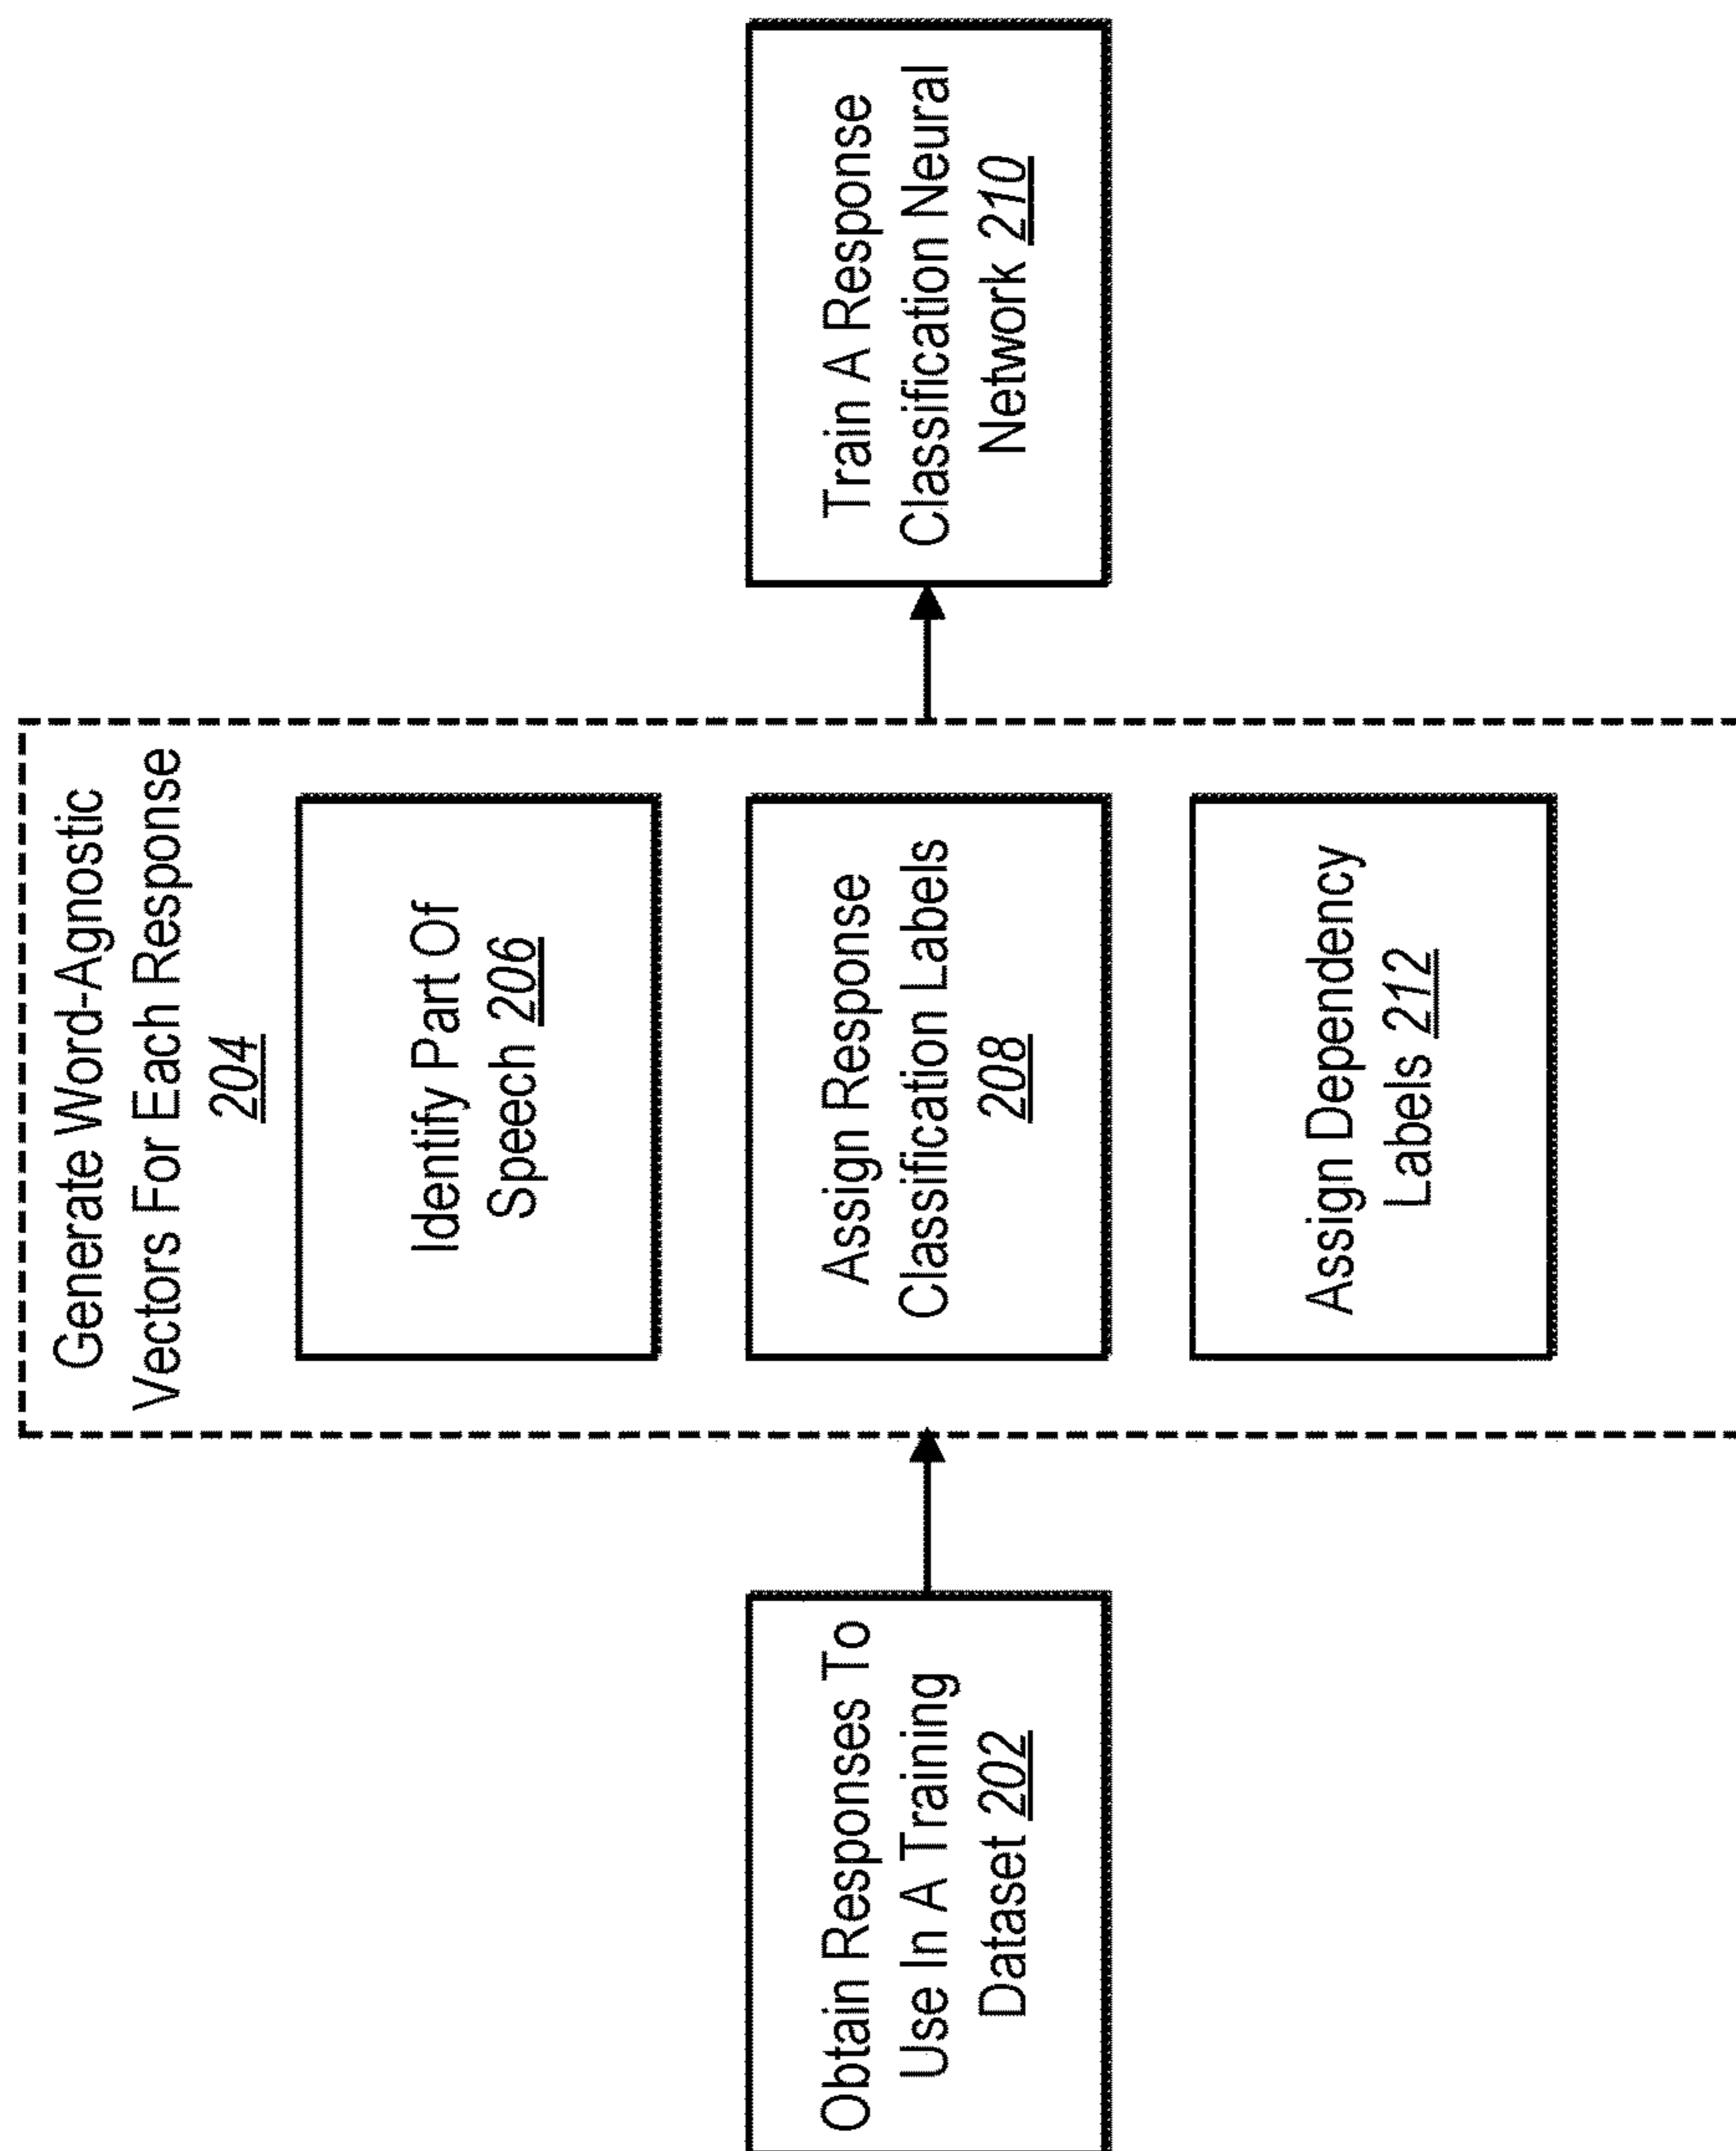 Obtain Responses To
Use In A Training
Dataset 202
Generate Word-Agnostic
Vectors For Each Response
204
Identify Part Of
Speech 206
Assign Response
Classification Labels
208
Assign Dependency
Labels 212
Train A Response
Classification Neural
Network 210